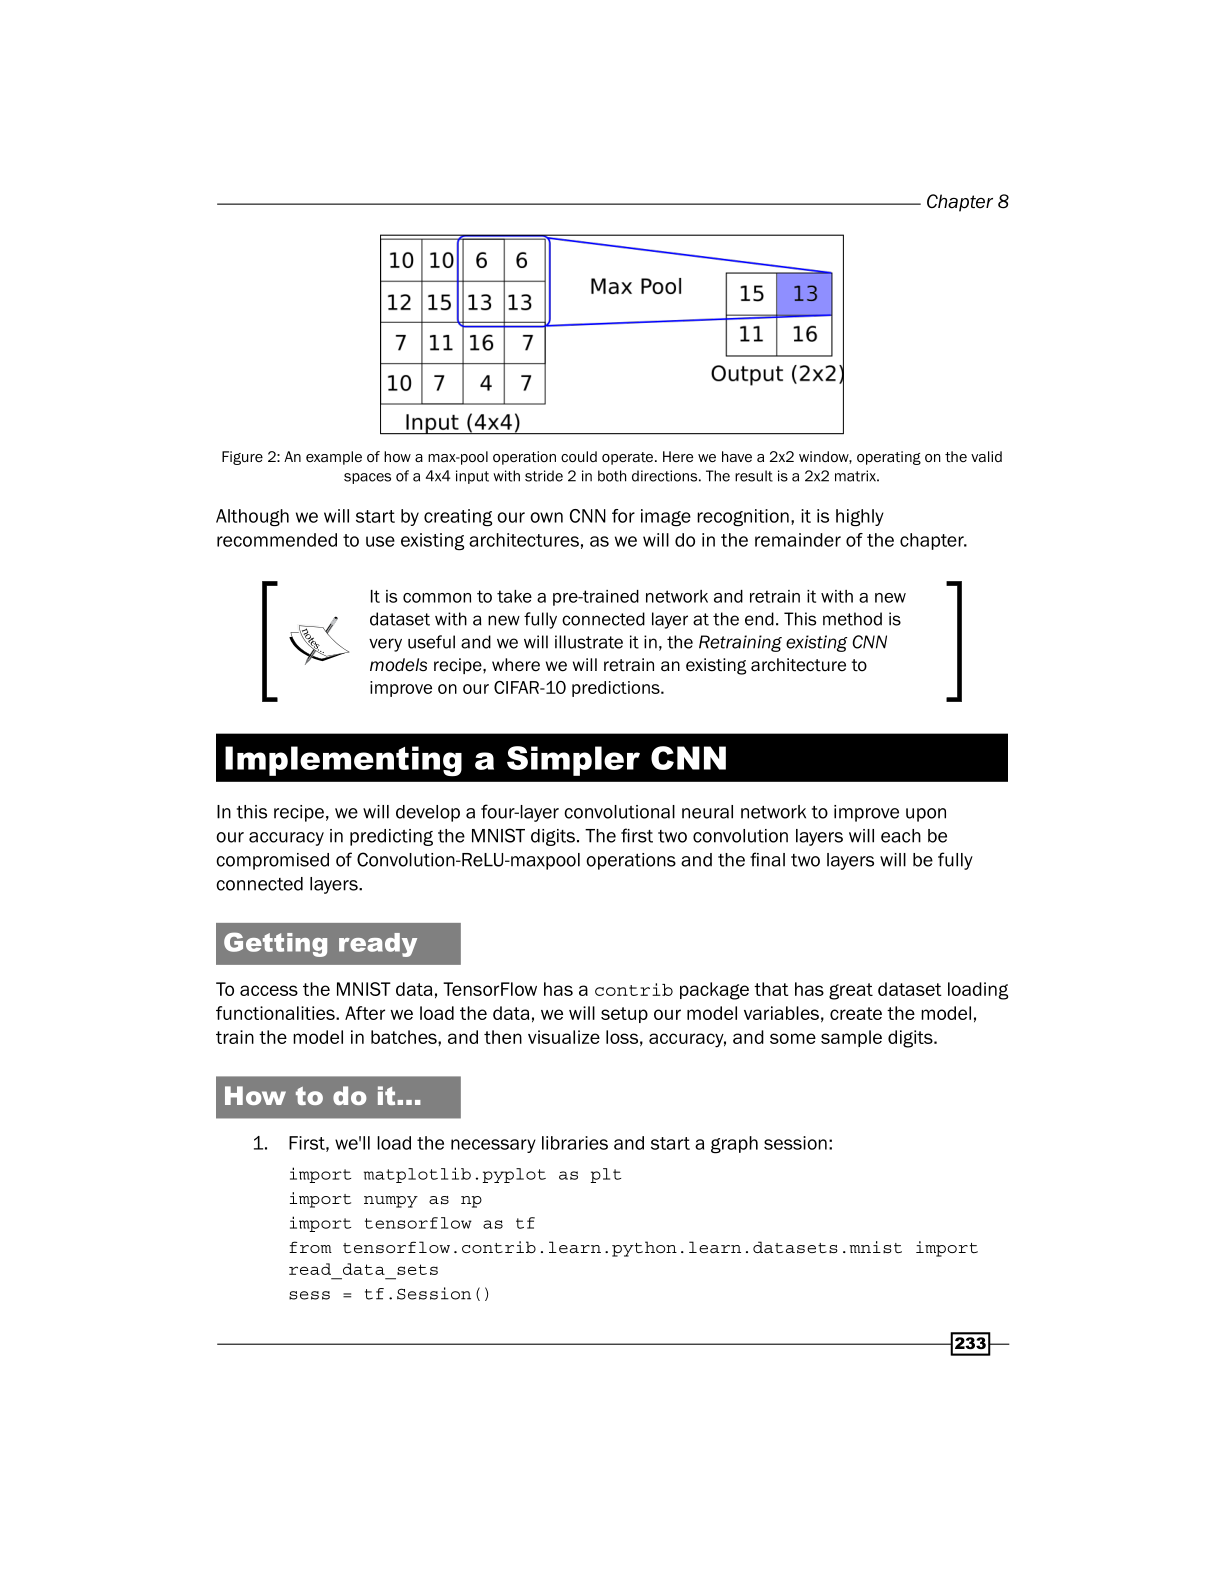 Chapter 8
10 10 6 6
12 15 13 13
7 11 16 7
10 7 4 7
Input (4x4)
Max Pool
15 13
11 16
Output (2x2)
Figure 2: An example of how a max-pool operation could operate. Here we have a 2x2 window, operating on the valid
spaces of a 4x4 input with stride 2 in both directions. The result is a 2x2 matrix.
Although we will start by creating our own CNN for image recognition, it is highly
recommended to use existing architectures, as we will do in the remainder of the chapter.
notes...
It is common to take a pre-trained network and retrain it with a new
dataset with a new fully connected layer at the end. This method is
very useful and we will illustrate it in, the Retraining existing CNN
models recipe, where we will retrain an existing architecture to
improve on our CIFAR-10 predictions.
Implementing a Simpler CNN
In this recipe, we will develop a four-layer convolutional neural network to improve upon
our accuracy in predicting the MNIST digits. The first two convolution layers will each be
compromised of Convolution-ReLU-maxpool operations and the final two layers will be fully
connected layers.
Getting ready
To access the MNIST data, TensorFlow has a contrib package that has great dataset loading
functionalities. After we load the data, we will setup our model variables, create the model,
train the model in batches, and then visualize loss, accuracy, and some sample digits.
How to do it...
1. First, we'll load the necessary libraries and start a graph session:
import matplotlib.pyplot as plt
import numpy as np
import tensorflow as tf
from tensorflow.contrib.learn.python.learn.datasets.mnist import
read_data_sets
sess = tf.Session()
233